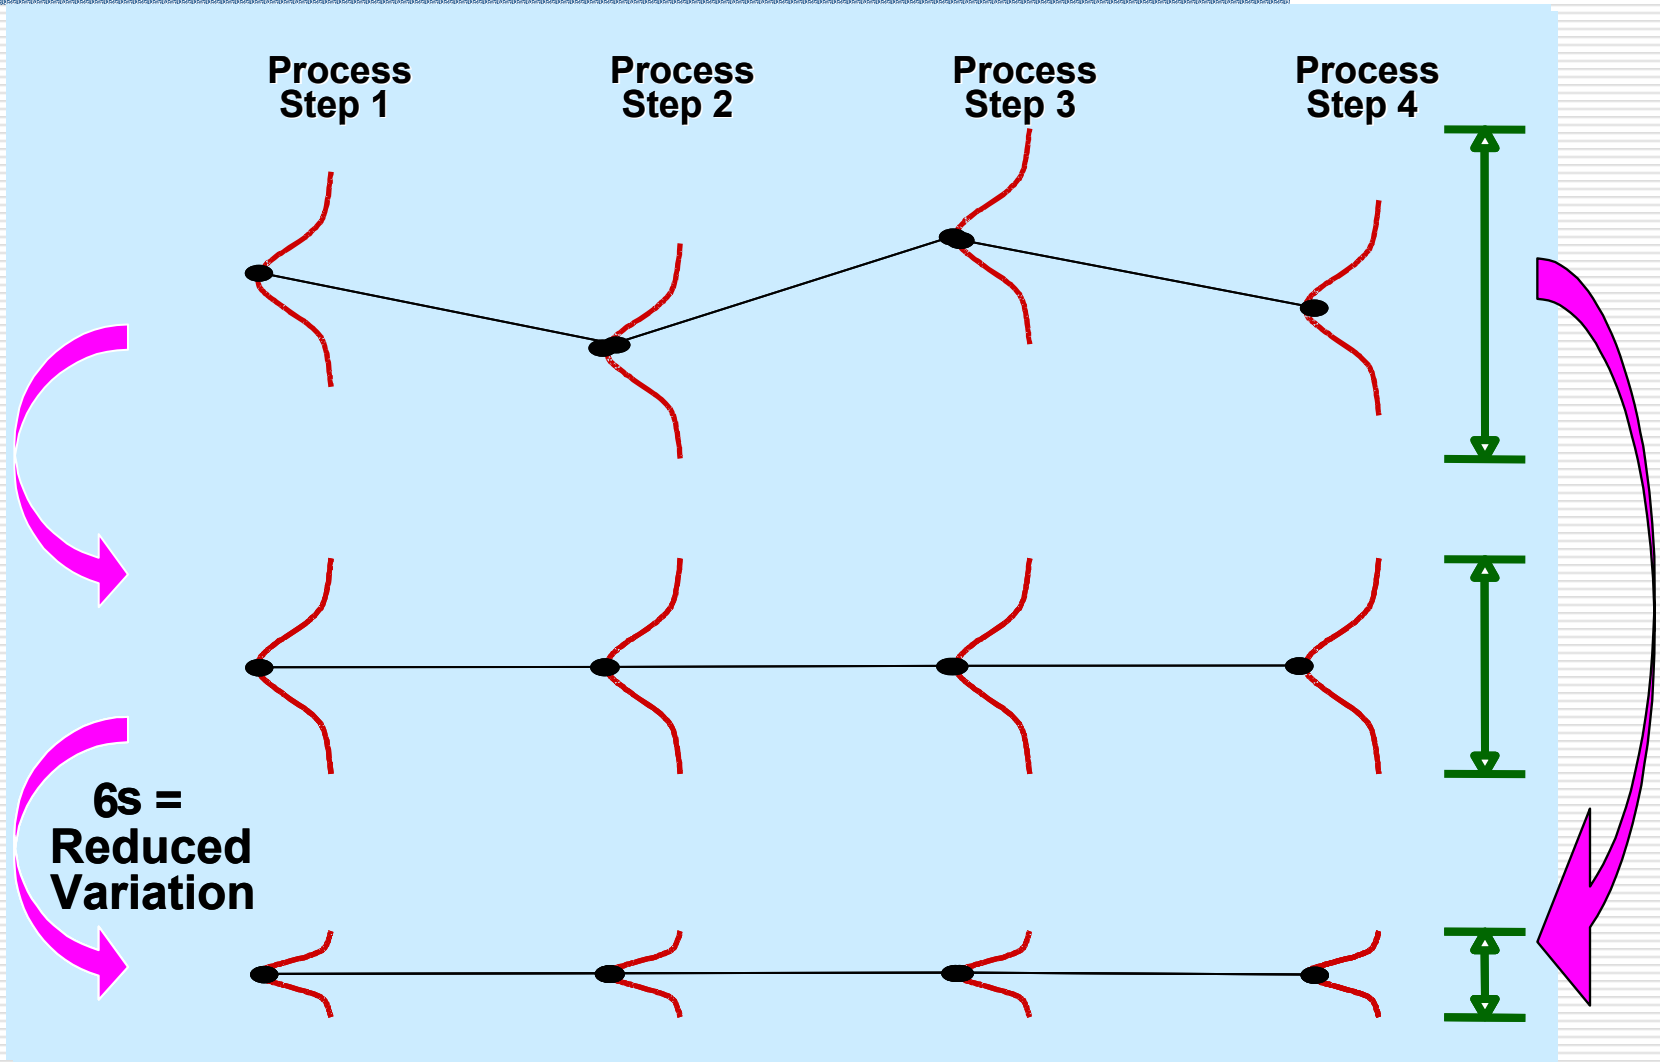 Process
Step 1
Process
Step 2
Process
Step 3
Process
Step 4
6s =
Reduced
Variation